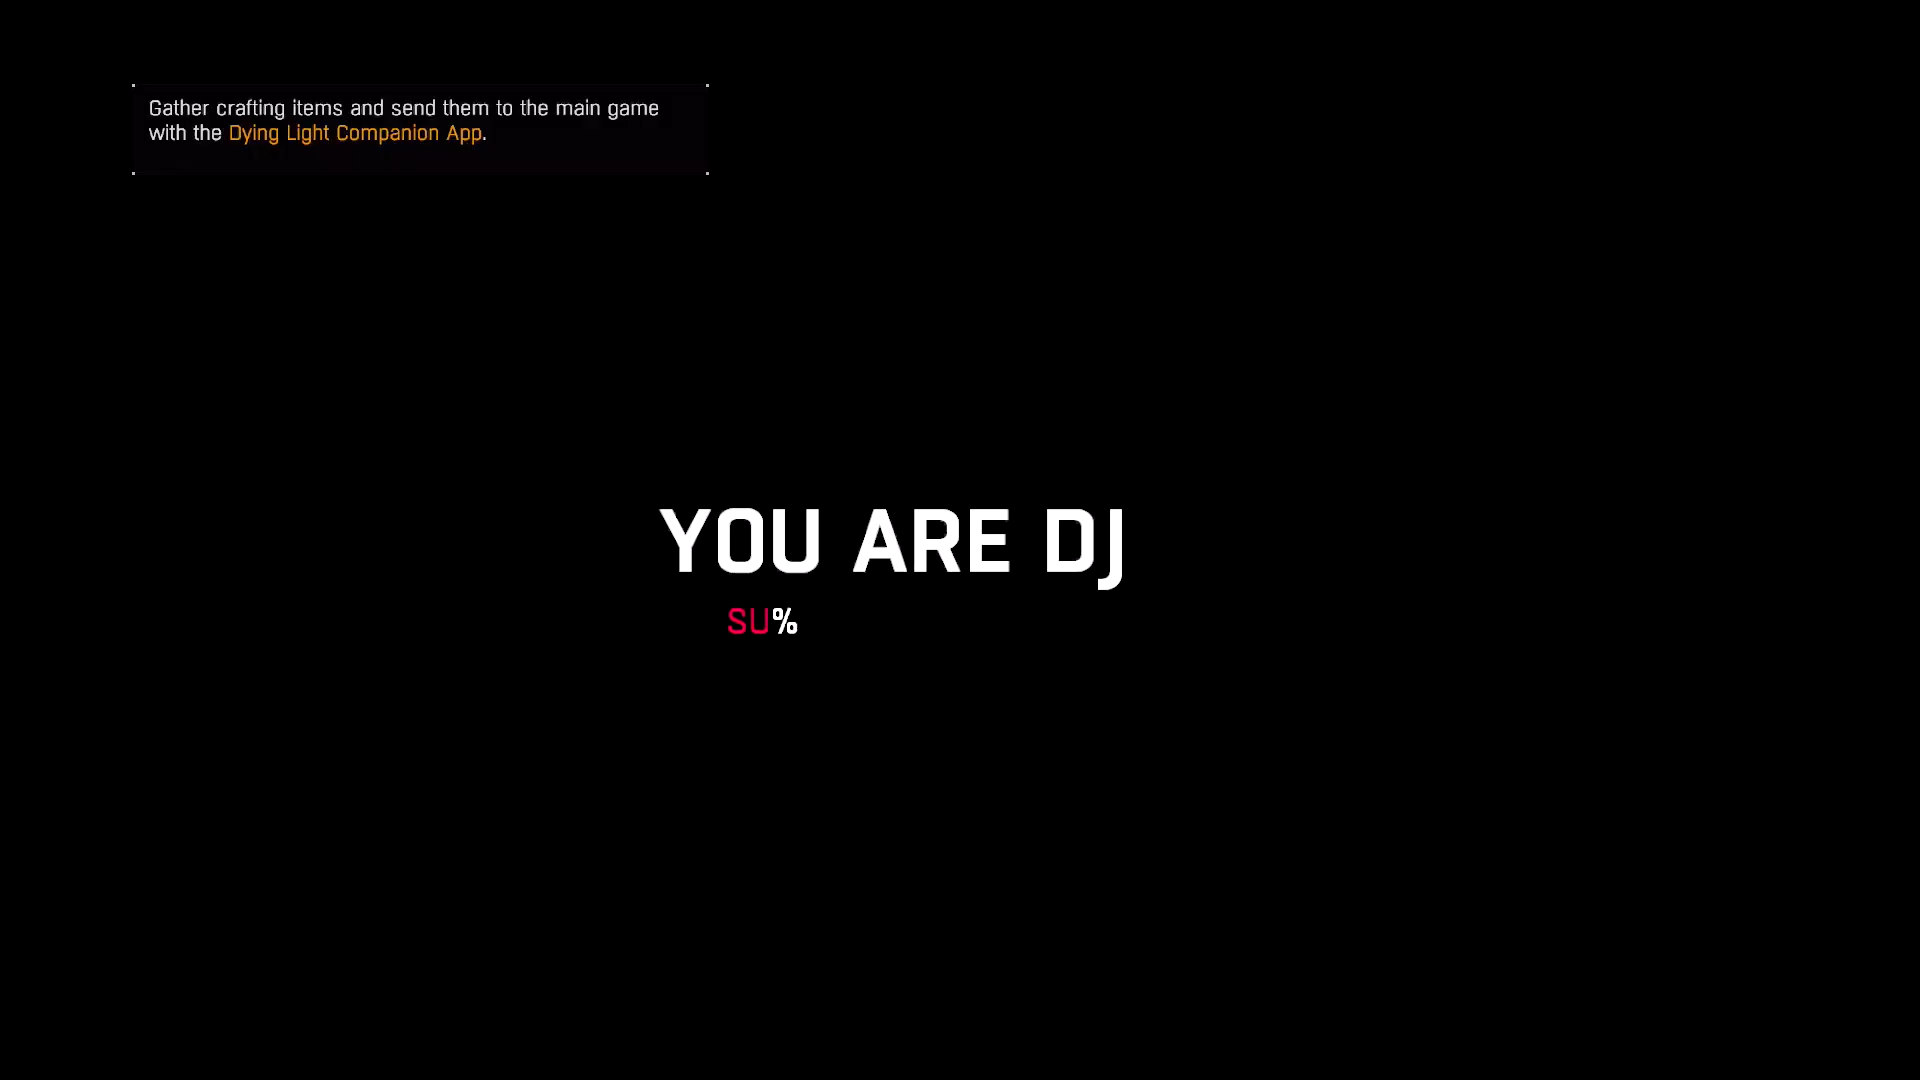 Gather crafting items and send them to the main game
with the Dying Light Companion App.
YOU ARE DJ
SU%